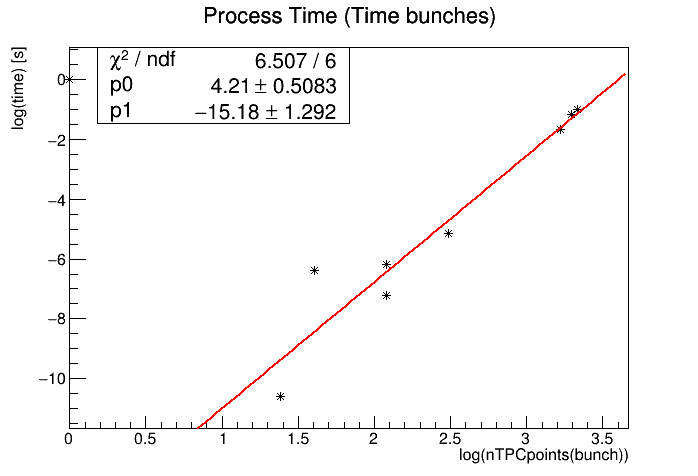 Process Time (Time bunches)
log(time) [s]
χ² / ndf 6.507 / 6
p0 4.21 ± 0.5083
p1 −15.18 ± 1.292
0
−2
−4
−6
−8
−10
0 0.5 1 1.5 2 2.5 3 3.5
log(nTPCpoints(bunch))